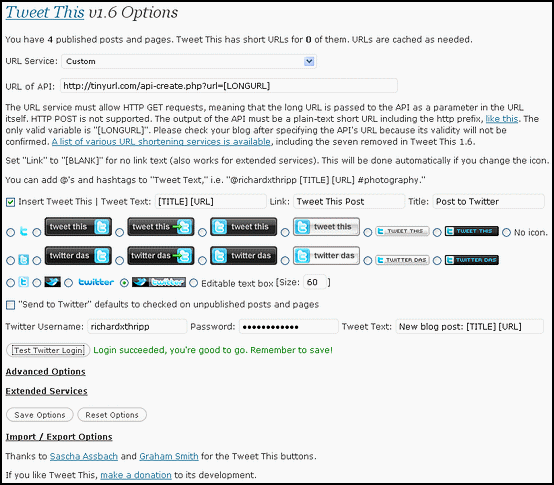 Tweet This v1.6 Options
You have 4 published posts and pages. Tweet This has short URLs for 0 of them. URLs are cached as needed.
URL Service: Custom
URL of API: http://tinyurl.com/api-create.php?url=[LONGURL]
The URL service must allow HTTP GET requests, meaning that the long URL is passed to the API as a parameter in the URL
itself. HTTP POST is not supported. The output of the API must be a plain-text short URL including the http prefix, like this. The
only valid variable is "[LONGURL]". Please check your blog after specifying the API's URL because its validity will not be
confirmed. A list of various URL shortening services is available, including the seven removed in Tweet This 1.6.
Set "Link" to "[BLANK]" for no link text (also works for extended services). This will be done automatically if you change the icon.
You can add @'s and hashtags to "Tweet Text," i.e. "@richardxthripp [TITLE] [URL] #photography."
Insert Tweet This | Tweet Text: [TITLE] [URL] Link: Tweet This Post Title: Post to Twitter
t tweet this t tweet this t t tweet this t tweet this TWEET THIS TWEET THIS No icon.
t twitter das t twitter das t t twitter das t twitter das TWITTER DAS TWITTER DAS
t twitter twitter Editable text box [Size: 60 ]
"Send to Twitter" defaults to checked on unpublished posts and pages
Twitter Username: richardxthripp Password: •••••••••••• Tweet Text: New blog post: [TITLE] [URL]
Test Twitter Login Login succeeded, you're good to go. Remember to save!
Advanced Options
Extended Services
Save Options Reset Options
Import / Export Options
Thanks to Sascha Assbach and Graham Smith for the Tweet This buttons.
If you like Tweet This, make a donation to its development.